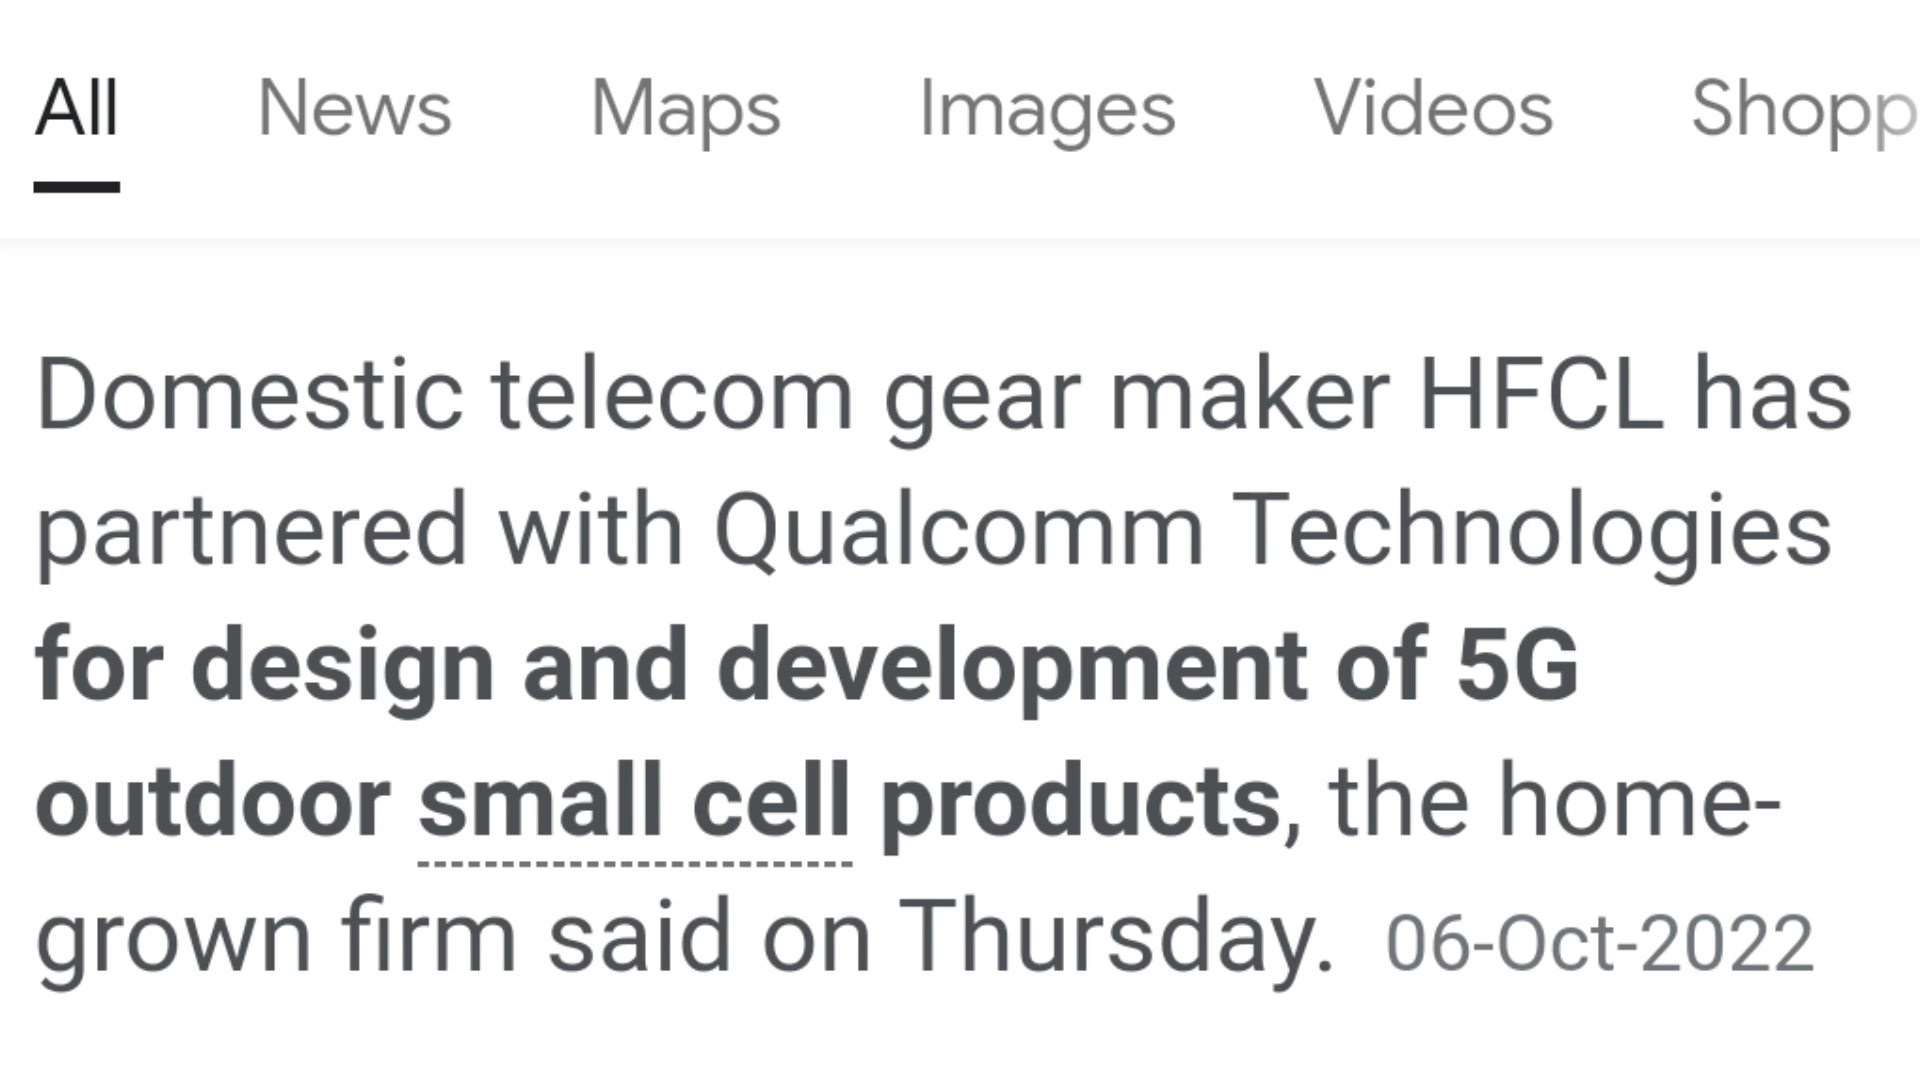 All News Maps Images Videos Shopp
Domestic telecom gear maker HFCL has
partnered with Qualcomm Technologies
for design and development of 5G
outdoor small cell products, the home-
grown firm said on Thursday. 06-Oct-2022